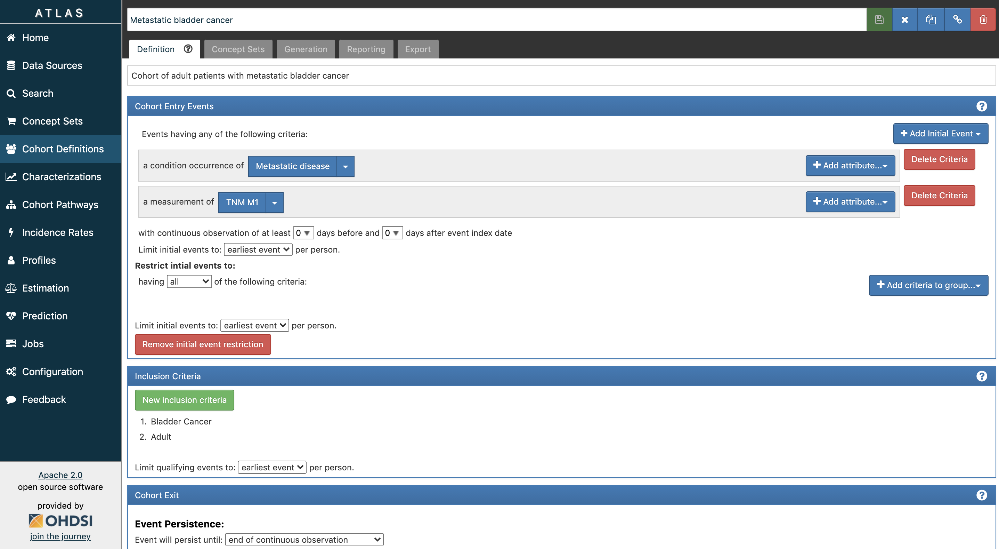 ATLAS
Home
Data Sources
Search
Concept Sets
Cohort Definitions
Characterizations
Cohort Pathways
Incidence Rates
Profiles
Estimation
Prediction
Jobs
Configuration
Feedback
Apache 2.0
open source software
provided by
OHDSI
join the journey
Metastatic bladder cancer
Definition Concept Sets Generation Reporting Export
Cohort of adult patients with metastatic bladder cancer
Cohort Entry Events
Events having any of the following criteria: Add Initial Event
a condition occurrence of Metastatic disease Add attribute... Delete Criteria
a measurement of TNM M1 Add attribute... Delete Criteria
with continuous observation of at least 0 days before and 0 days after event index date
Limit initial events to: earliest event per person.
Restrict intial events to:
having all of the following criteria: Add criteria to group...
Limit initial events to: earliest event per person.
Remove initial event restriction
Inclusion Criteria
New inclusion criteria
1. Bladder Cancer
2. Adult
Limit qualifying events to: earliest event per person.
Cohort Exit
Event Persistence:
Event will persist until: end of continuous observation